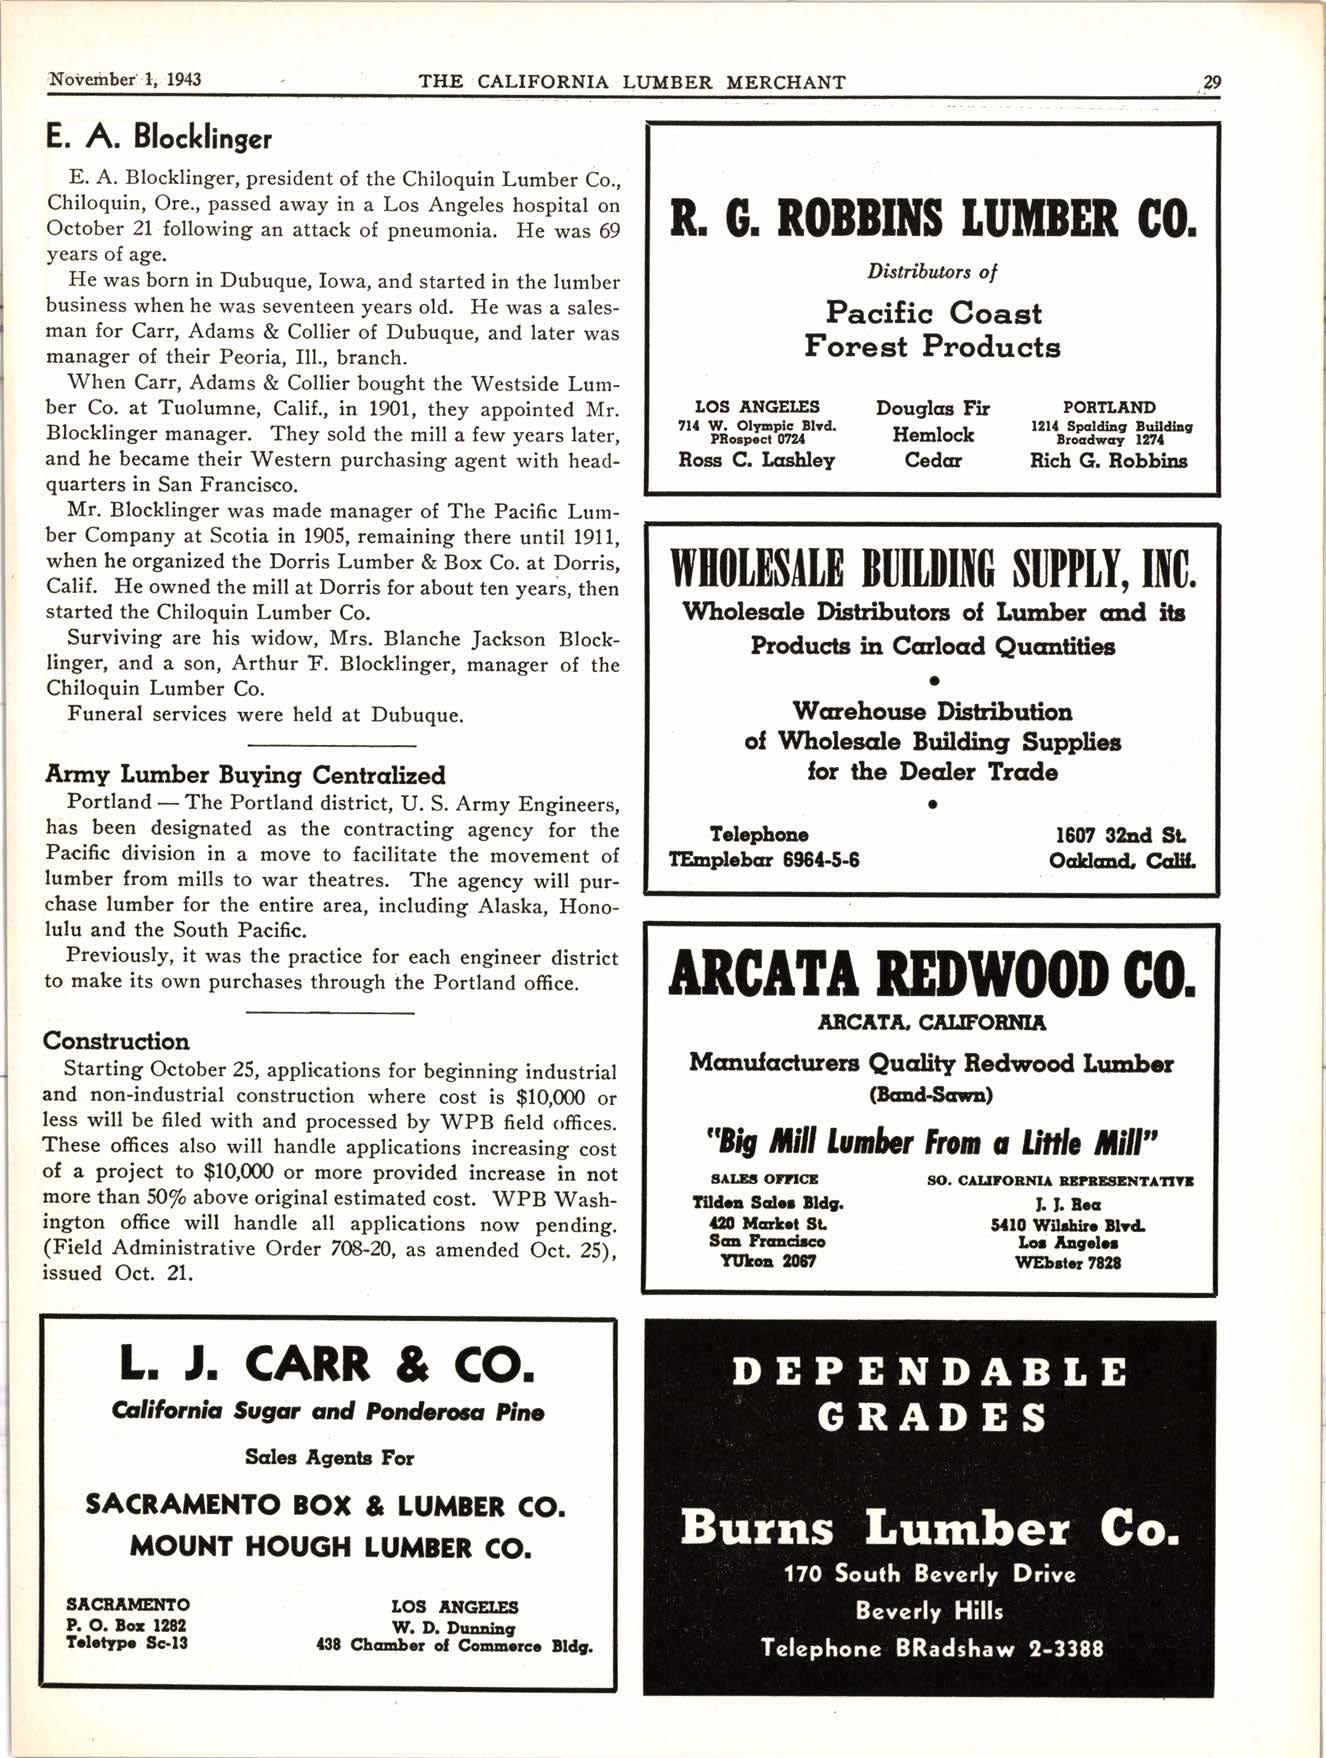 November 1, 1943
THE CALIFORNIA LUMBER MERCHANT
29
E. A. Blocklinger
E. A. Blocklinger, president of the Chiloquin Lumber Co.,
Chiloquin, Ore., passed away in a Los Angeles hospital on
October 21 following an attack of pneumonia. He was 69
years of age.
He was born in Dubuque, Iowa, and started in the lumber
business when he was seventeen years old. He was a sales-
man for Carr, Adams & Collier of Dubuque, and later was
manager of their Peoria, Ill., branch.
When Carr, Adams & Collier bought the Westside Lum-
ber Co. at Tuolumne, Calif., in 1901, they appointed Mr.
Blocklinger manager. They sold the mill a few years later,
and he became their Western purchasing agent with head-
quarters in San Francisco.
Mr. Blocklinger was made manager of The Pacific Lum-
ber Company at Scotia in 1905, remaining there until 1911,
when he organized the Dorris Lumber & Box Co. at Dorris,
Calif. He owned the mill at Dorris for about ten years, then
started the Chiloquin Lumber Co.
Surviving are his widow, Mrs. Blanche Jackson Block-
linger, and a son, Arthur F. Blocklinger, manager of the
Chiloquin Lumber Co.
Funeral services were held at Dubuque.
Army Lumber Buying Centralized
Portland — The Portland district, U. S. Army Engineers,
has been designated as the contracting agency for the
Pacific division in a move to facilitate the movement of
lumber from mills to war theatres. The agency will pur-
chase lumber for the entire area, including Alaska, Hono-
lulu and the South Pacific.
Previously, it was the practice for each engineer district
to make its own purchases through the Portland office.
Construction
Starting October 25, applications for beginning industrial
and non-industrial construction where cost is $10,000 or
less will be filed with and processed by WPB field offices.
These offices also will handle applications increasing cost
of a project to $10,000 or more provided increase in not
more than 50% above original estimated cost. WPB Wash-
ington office will handle all applications now pending.
(Field Administrative Order 708-20, as amended Oct. 25),
issued Oct. 21.
L. J. CARR & CO.
California Sugar and Ponderosa Pine
Sales Agents For
SACRAMENTO BOX & LUMBER CO.
MOUNT HOUGH LUMBER CO.
SACRAMENTO
P. O. Box 1282
Teletype Sc-13
LOS ANGELES
W. D. Dunning
438 Chamber of Commerce Bldg.
R. G. ROBBINS LUMBER CO.
Distributors of
Pacific Coast
Forest Products
LOS ANGELES
714 W. Olympic Blvd.
PRospect 0724
Ross C. Lashley
Douglas Fir
Hemlock
Cedar
PORTLAND
1214 Spalding Building
Broadway 1274
Rich G. Robbins
WHOLESALE BUILDING SUPPLY, INC.
Wholesale Distributors of Lumber and its
Products in Carload Quantities
•
Warehouse Distribution
of Wholesale Building Supplies
for the Dealer Trade
•
Telephone
TEmplebar 6964-5-6
1607 32nd St.
Oakland, Calif.
ARCATA REDWOOD CO.
ARCATA, CALIFORNIA
Manufacturers Quality Redwood Lumber
(Band-Sawn)
"Big Mill Lumber From a Little Mill"
SALES OFFICE
Tilden Sales Bldg.
420 Market St.
San Francisco
YUkon 2067
SO. CALIFORNIA REPRESENTATIVE
J. J. Rea
5410 Wilshire Blvd.
Los Angeles
WEbster 7828
DEPENDABLE
GRADES
Burns Lumber Co.
170 South Beverly Drive
Beverly Hills
Telephone BRadshaw 2-3388